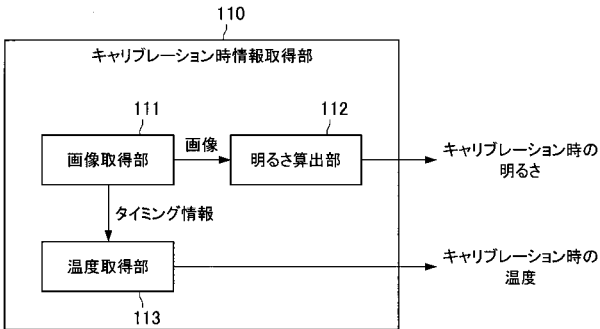 110
キャリブレーション時情報取得部
111
112
画像取得部
画像
明るさ算出部
キャリブレーション時の
明るさ
タイミング情報
温度取得部
キャリブレーション時の
温度
113